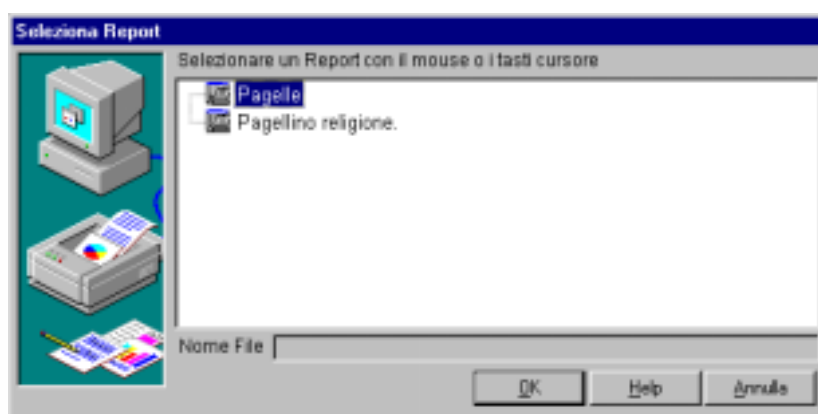 Seleziona Report
Selezionare un Report con il mouse o i tasti cursore
Pagelle
Pagellino religione.
Nome File
OK Help Annulla